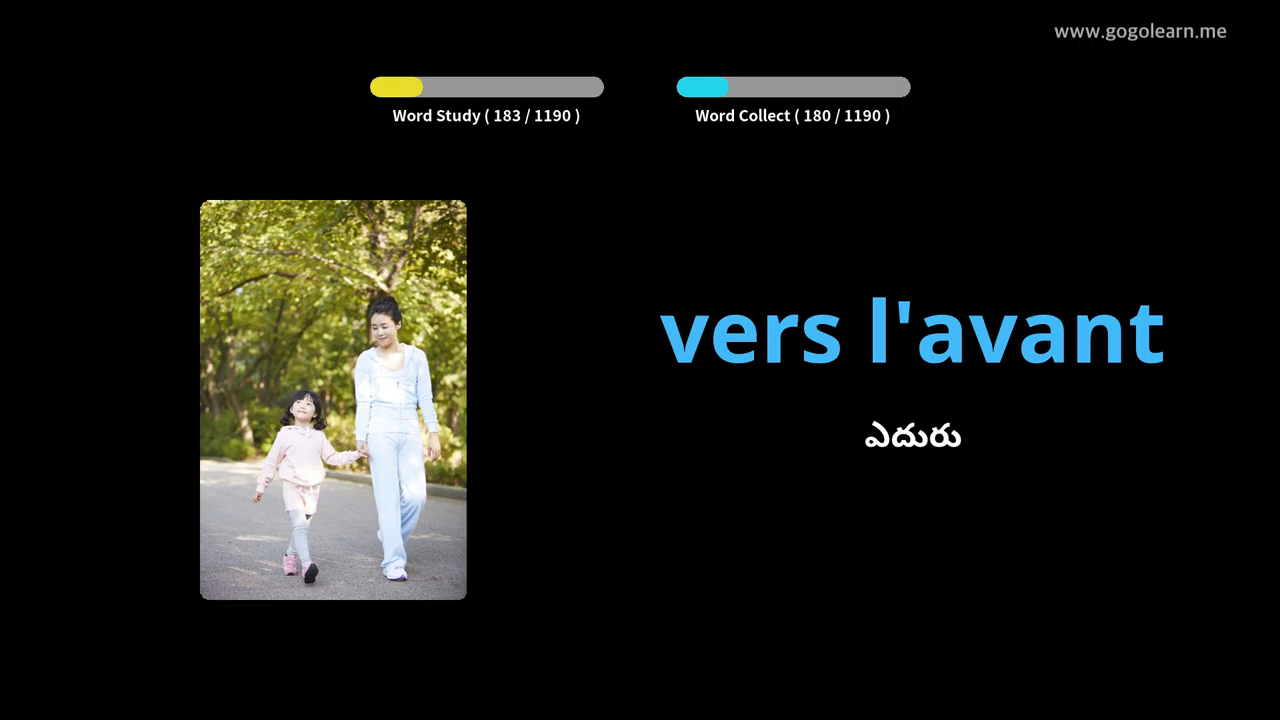 www.gogolearn.me
Word Study ( 183 / 1190 )
Word Collect ( 180 / 1190 )
vers l'avant
ఎదురు